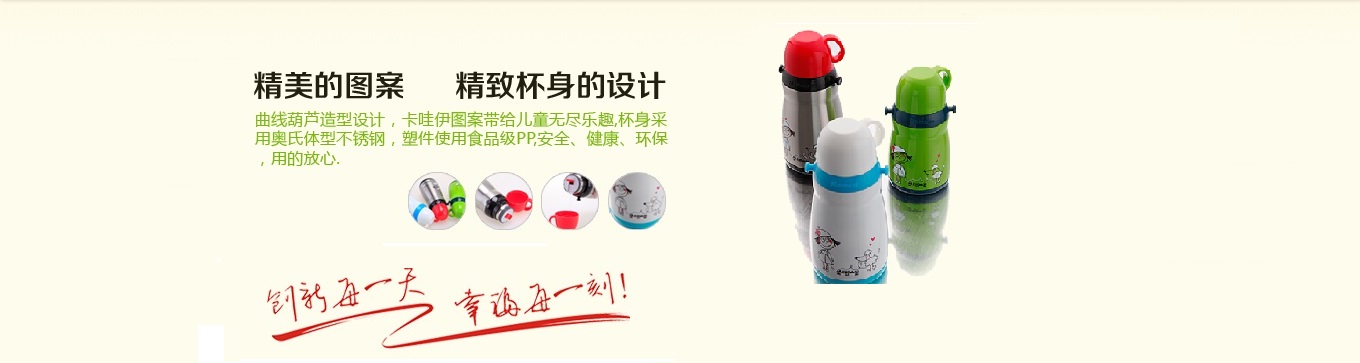 精美的图案 精致杯身的设计
曲线葫芦造型设计，卡哇伊图案带给儿童无尽乐趣,杯身采
用奥氏体型不锈钢，塑件使用食品级PP,安全、健康、环保
，用的放心.
创新每一天 幸福每一刻!